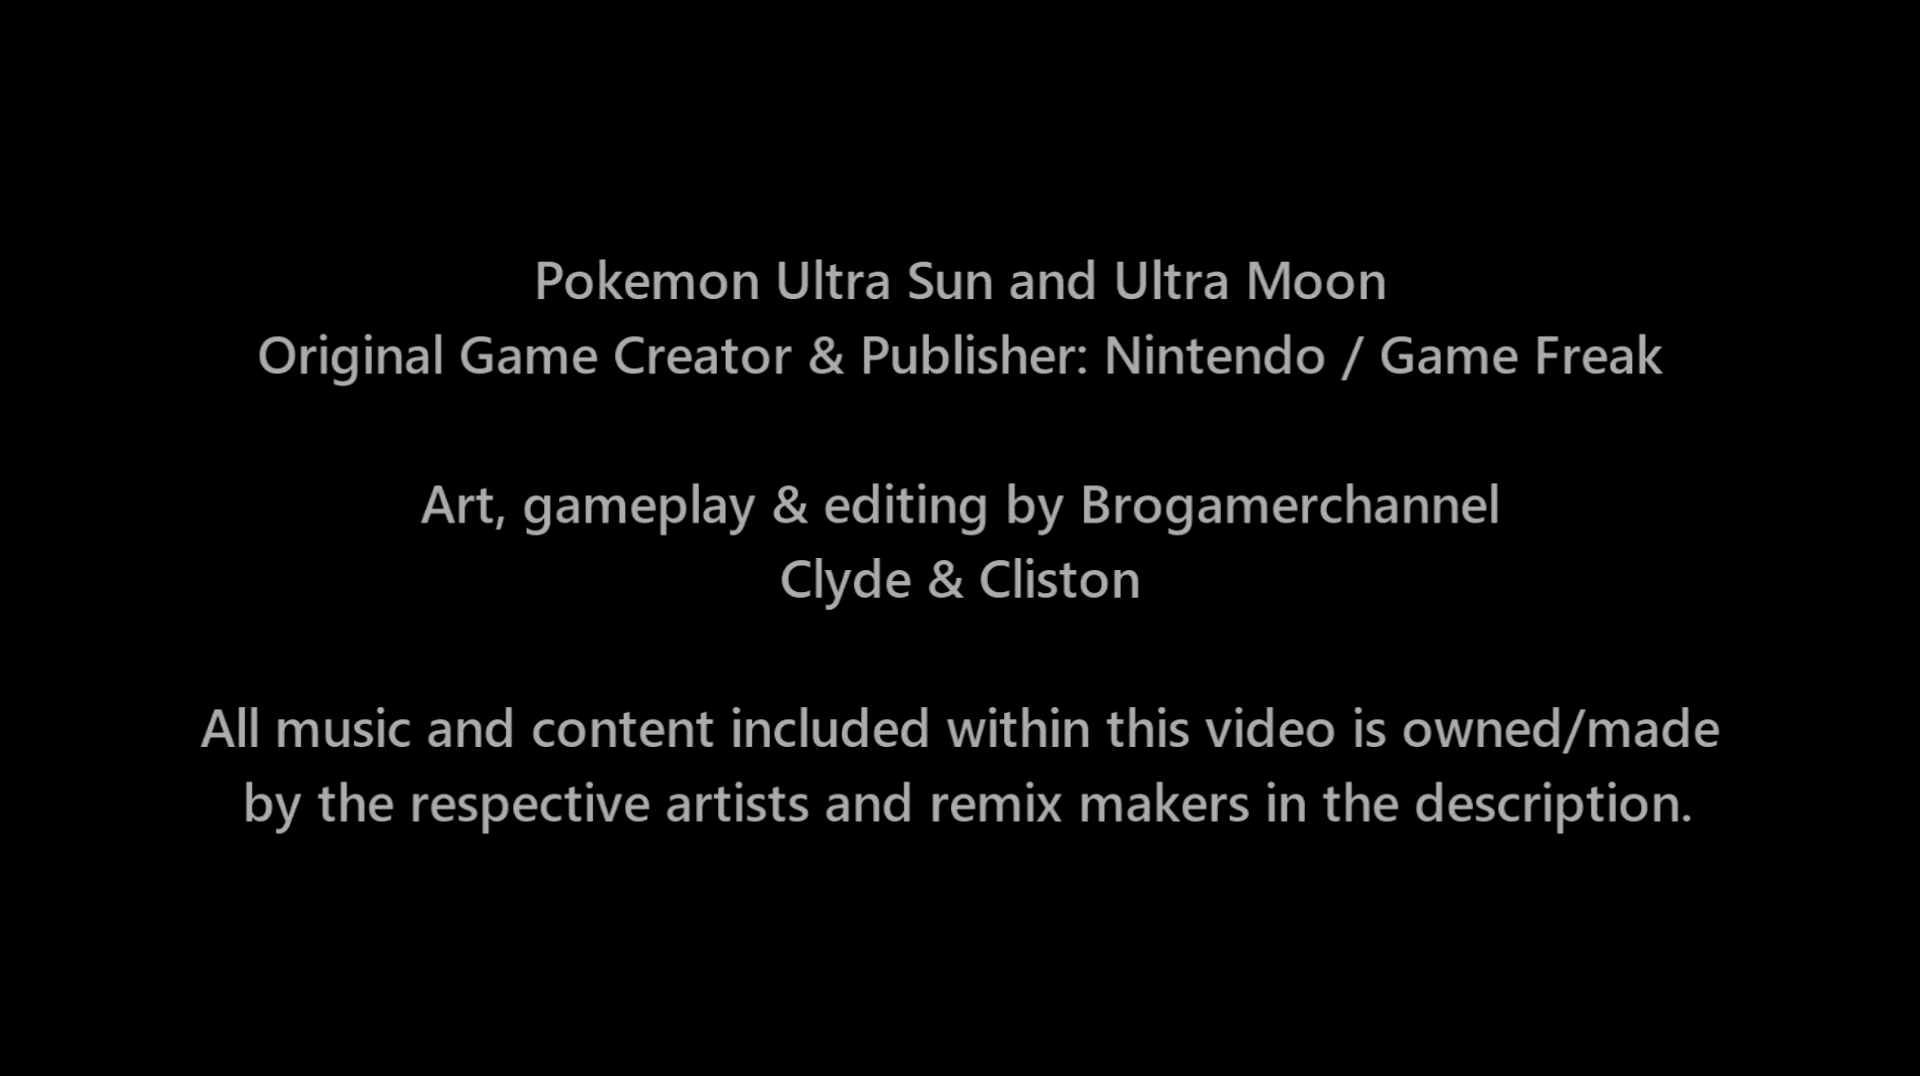 Pokemon Ultra Sun and Ultra Moon
Original Game Creator & Publisher: Nintendo / Game Freak
Art, gameplay & editing by Brogamerchannel
Clyde & Cliston
All music and content included within this video is owned/made
by the respective artists and remix makers in the description.